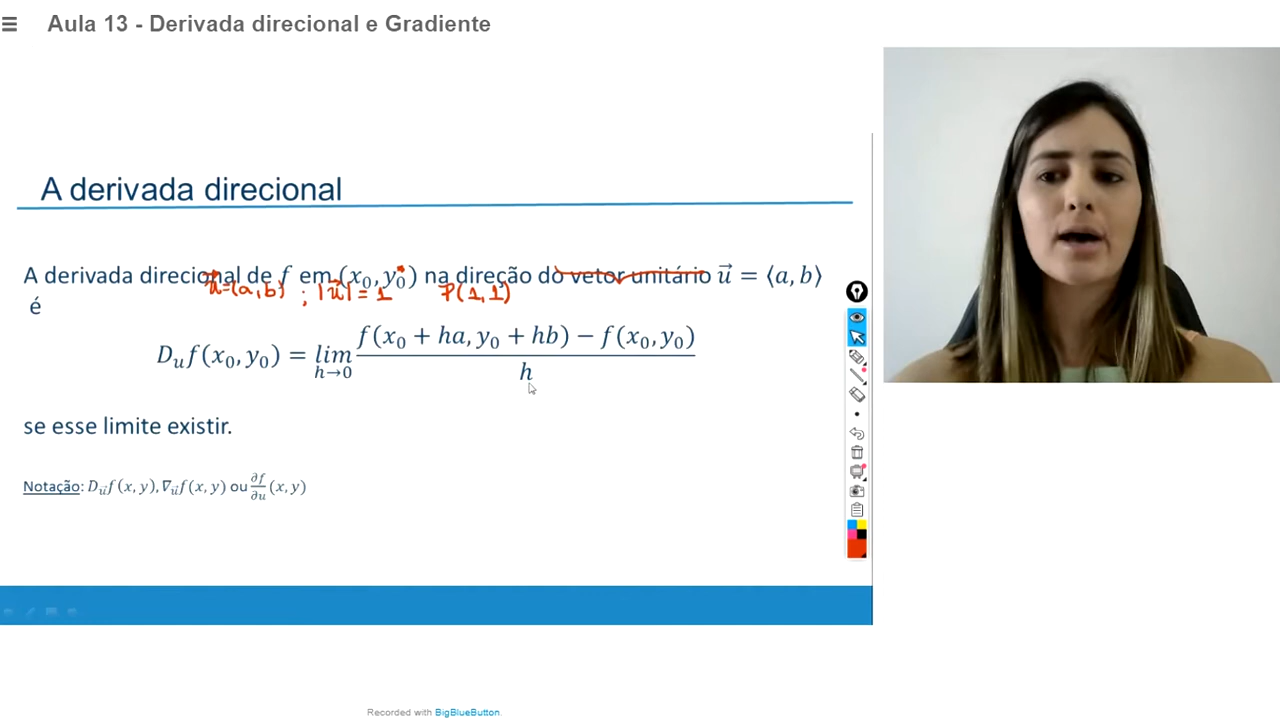 Aula 13 - Derivada direcional e Gradiente
A derivada direcional
A derivada direcional de f em (x₀, y₀) na direção do vetor unitário u⃗ = ⟨a, b⟩
u⃗=(a,b) ; |u⃗| = 1 P(1,1)
é
Dᵤf(x₀, y₀) = lim h→0 f(x₀ + ha, y₀ + hb) − f(x₀, y₀) / h
se esse limite existir.
Notação: D_u⃗ f(x, y), ∇_u⃗ f(x, y) ou ∂f/∂u (x, y)
Recorded with BigBlueButton.